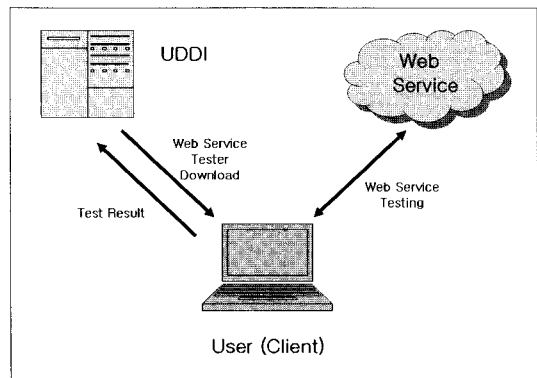 UDDI
Web
Service
Web Service
Tester
Download
Web Service
Testing
Test Result
User (Client)